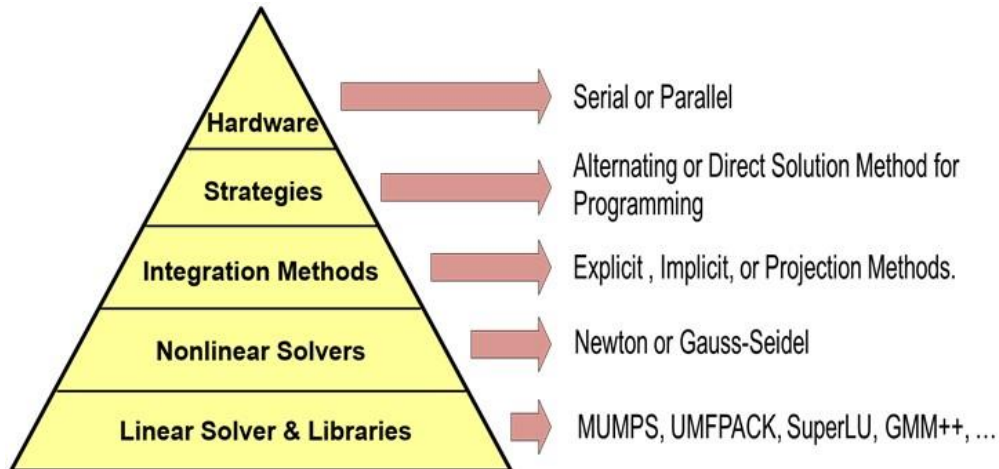 Hardware
Serial or Parallel
Strategies
Alternating or Direct Solution Method for
Programming
Integration Methods
Explicit , Implicit, or Projection Methods.
Nonlinear Solvers
Newton or Gauss-Seidel
Linear Solver & Libraries
MUMPS, UMFPACK, SuperLU, GMM++, ...